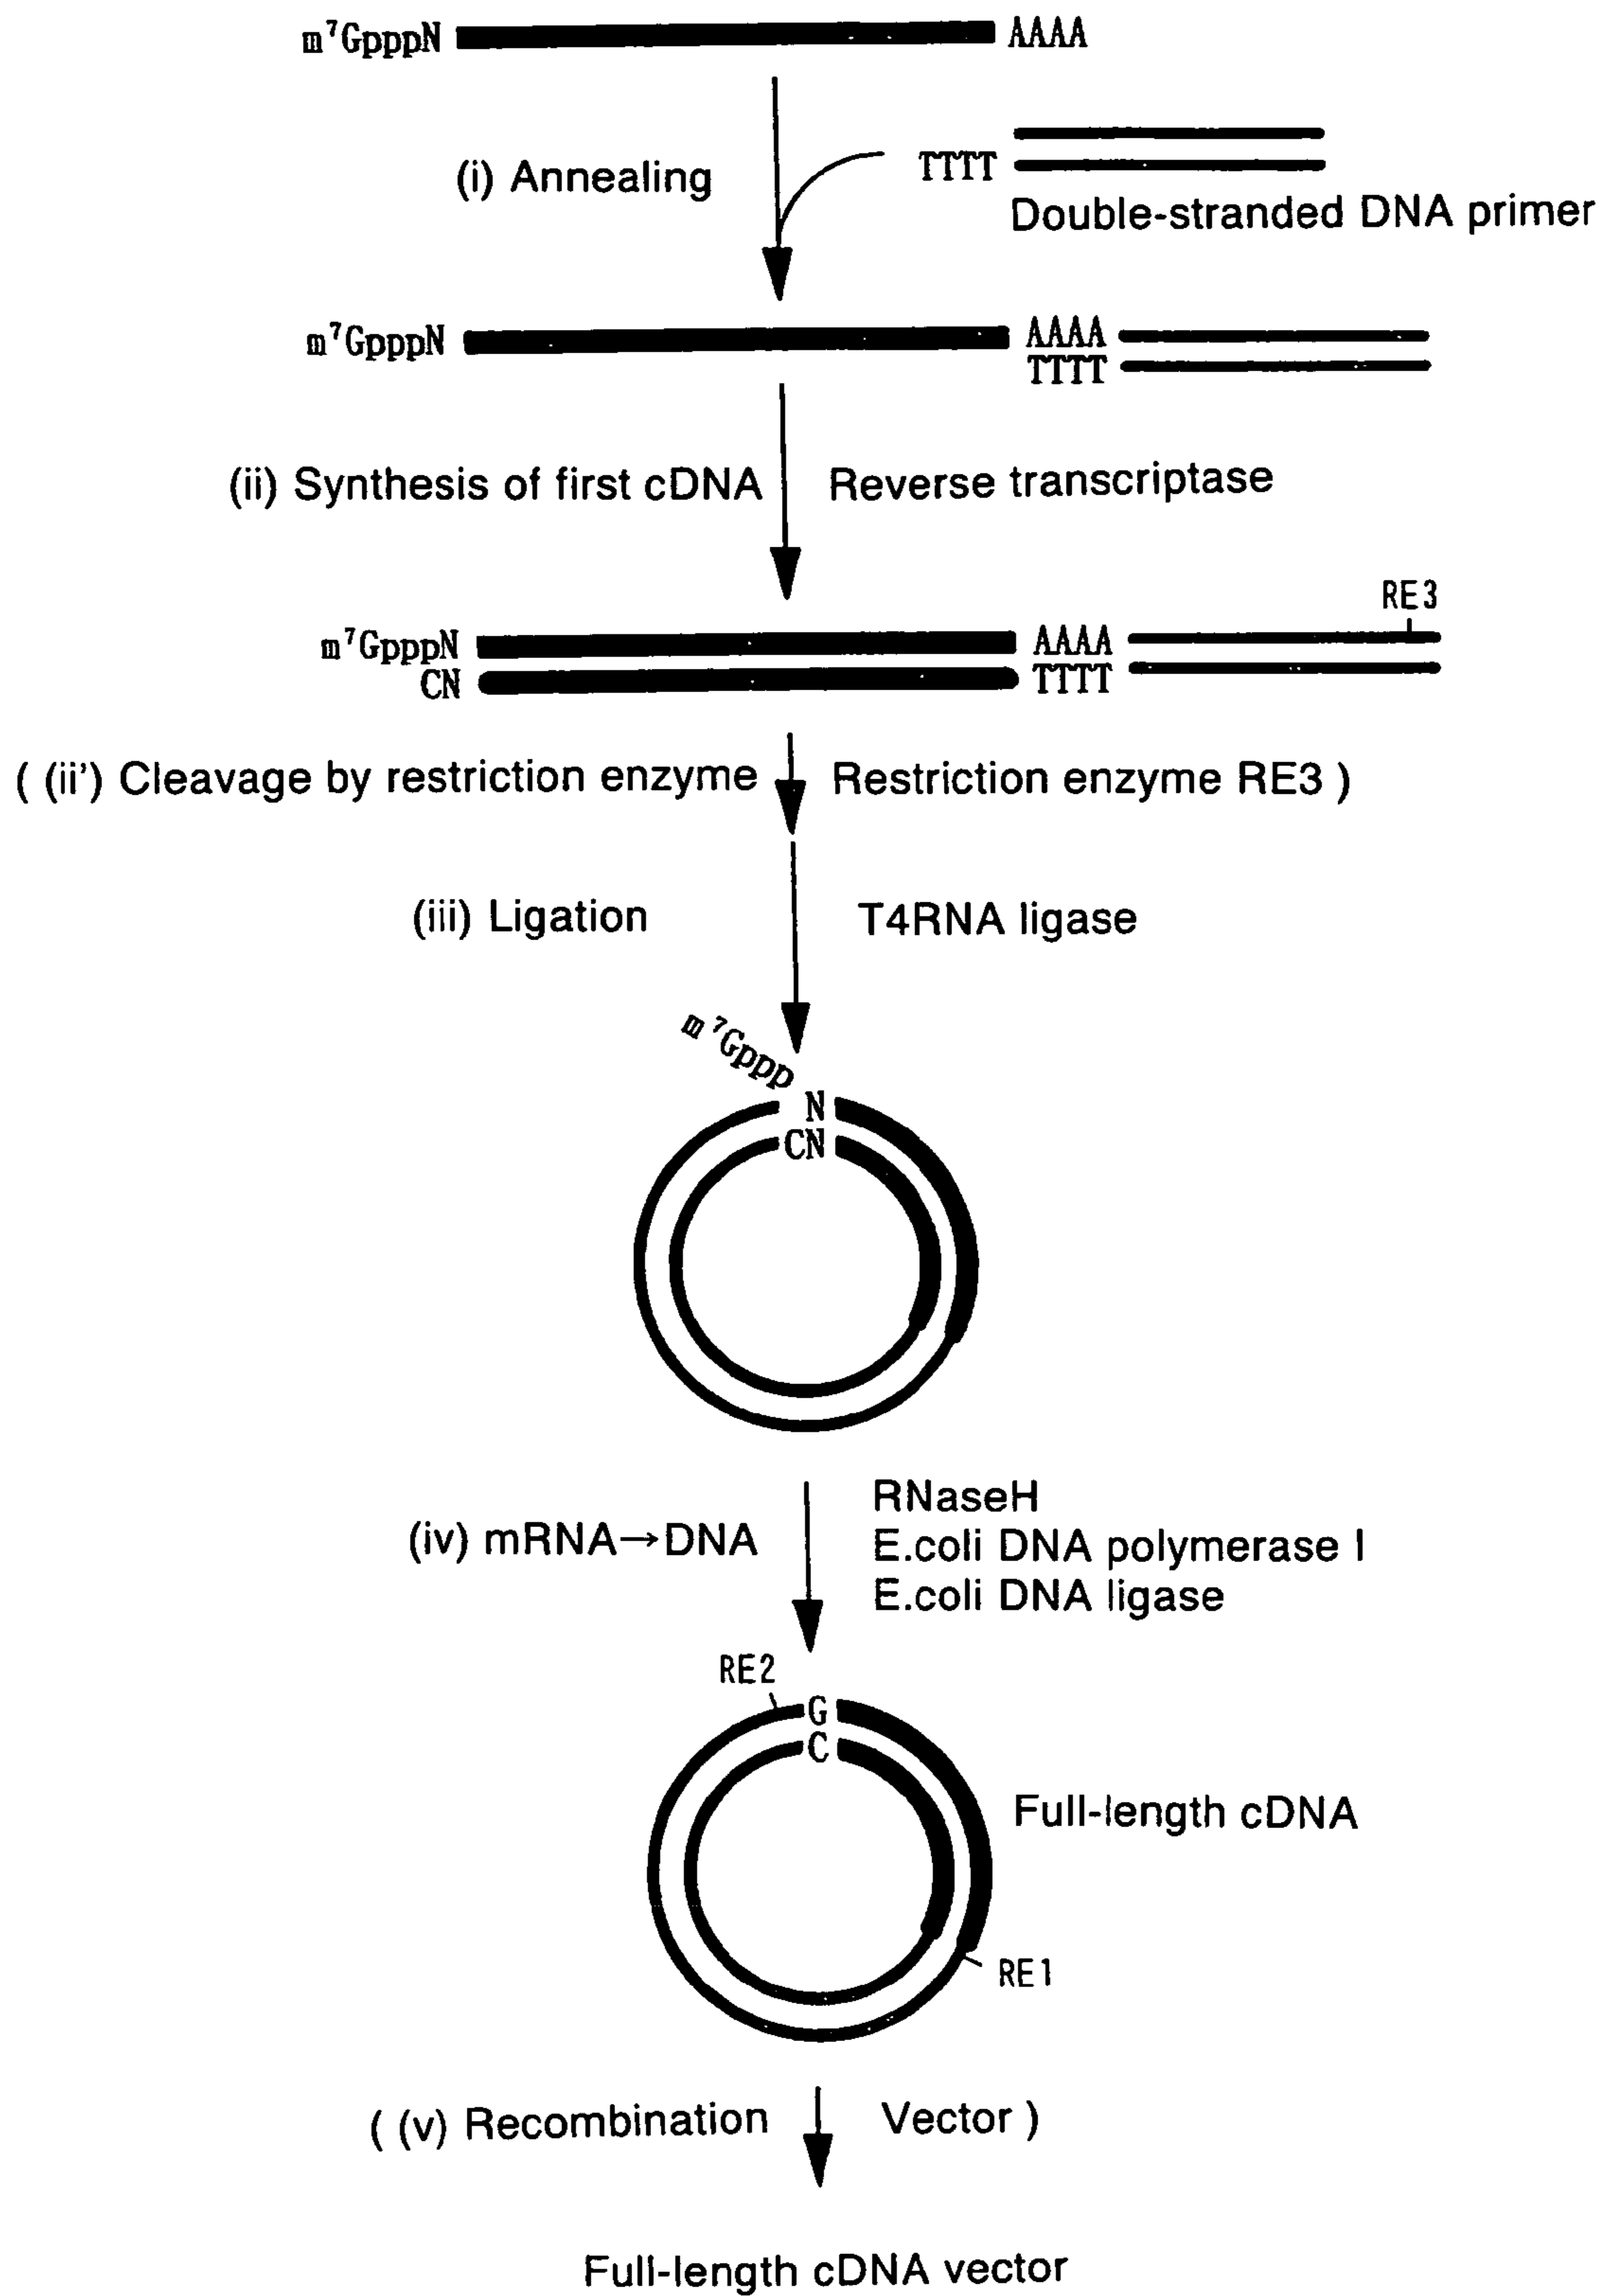 m⁷GpppN AAAA
(i) Annealing TTTT
Double-stranded DNA primer
m⁷GpppN AAAA
TTTT
(ii) Synthesis of first cDNA Reverse transcriptase
RE3
m⁷GpppN AAAA
CN TTTT
( (ii') Cleavage by restriction enzyme Restriction enzyme RE3 )
(iii) Ligation T4RNA ligase
m⁷Gppp
N
CN
RNaseH
(iv) mRNA→DNA E.coli DNA polymerase I
E.coli DNA ligase
RE2
G
C
Full-length cDNA
RE1
( (v) Recombination Vector )
Full-length cDNA vector